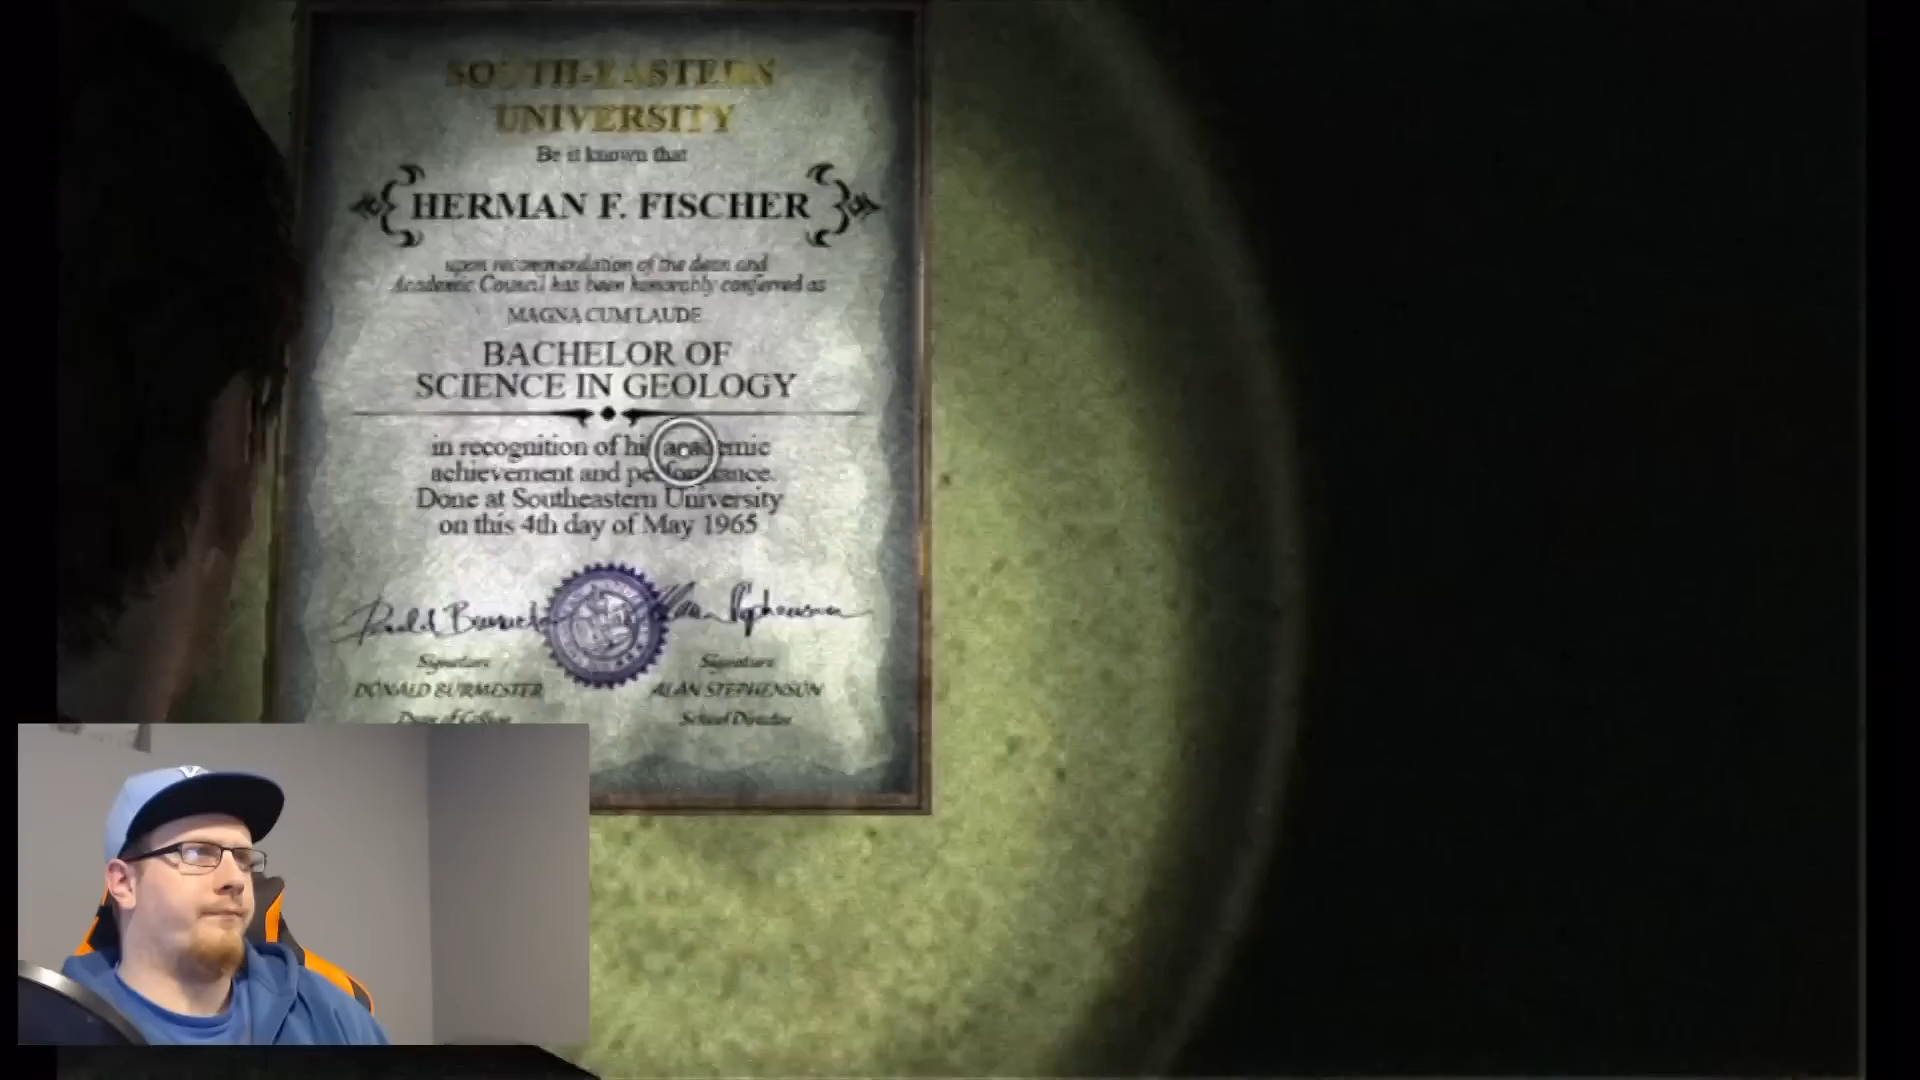 SOUTH-EASTERN
UNIVERSITY
Be it known that
HERMAN F. FISCHER
upon recommendation of the dean and
Academic Council has been honorably conferred as
MAGNA CUM LAUDE
BACHELOR OF
SCIENCE IN GEOLOGY
in recognition of his academic
achievement and performance.
Done at Southeastern University
on this 4th day of May 1965
Signature
Signature
DONALD BURMESTER
ALAN STEPHENSON
of College
School Director